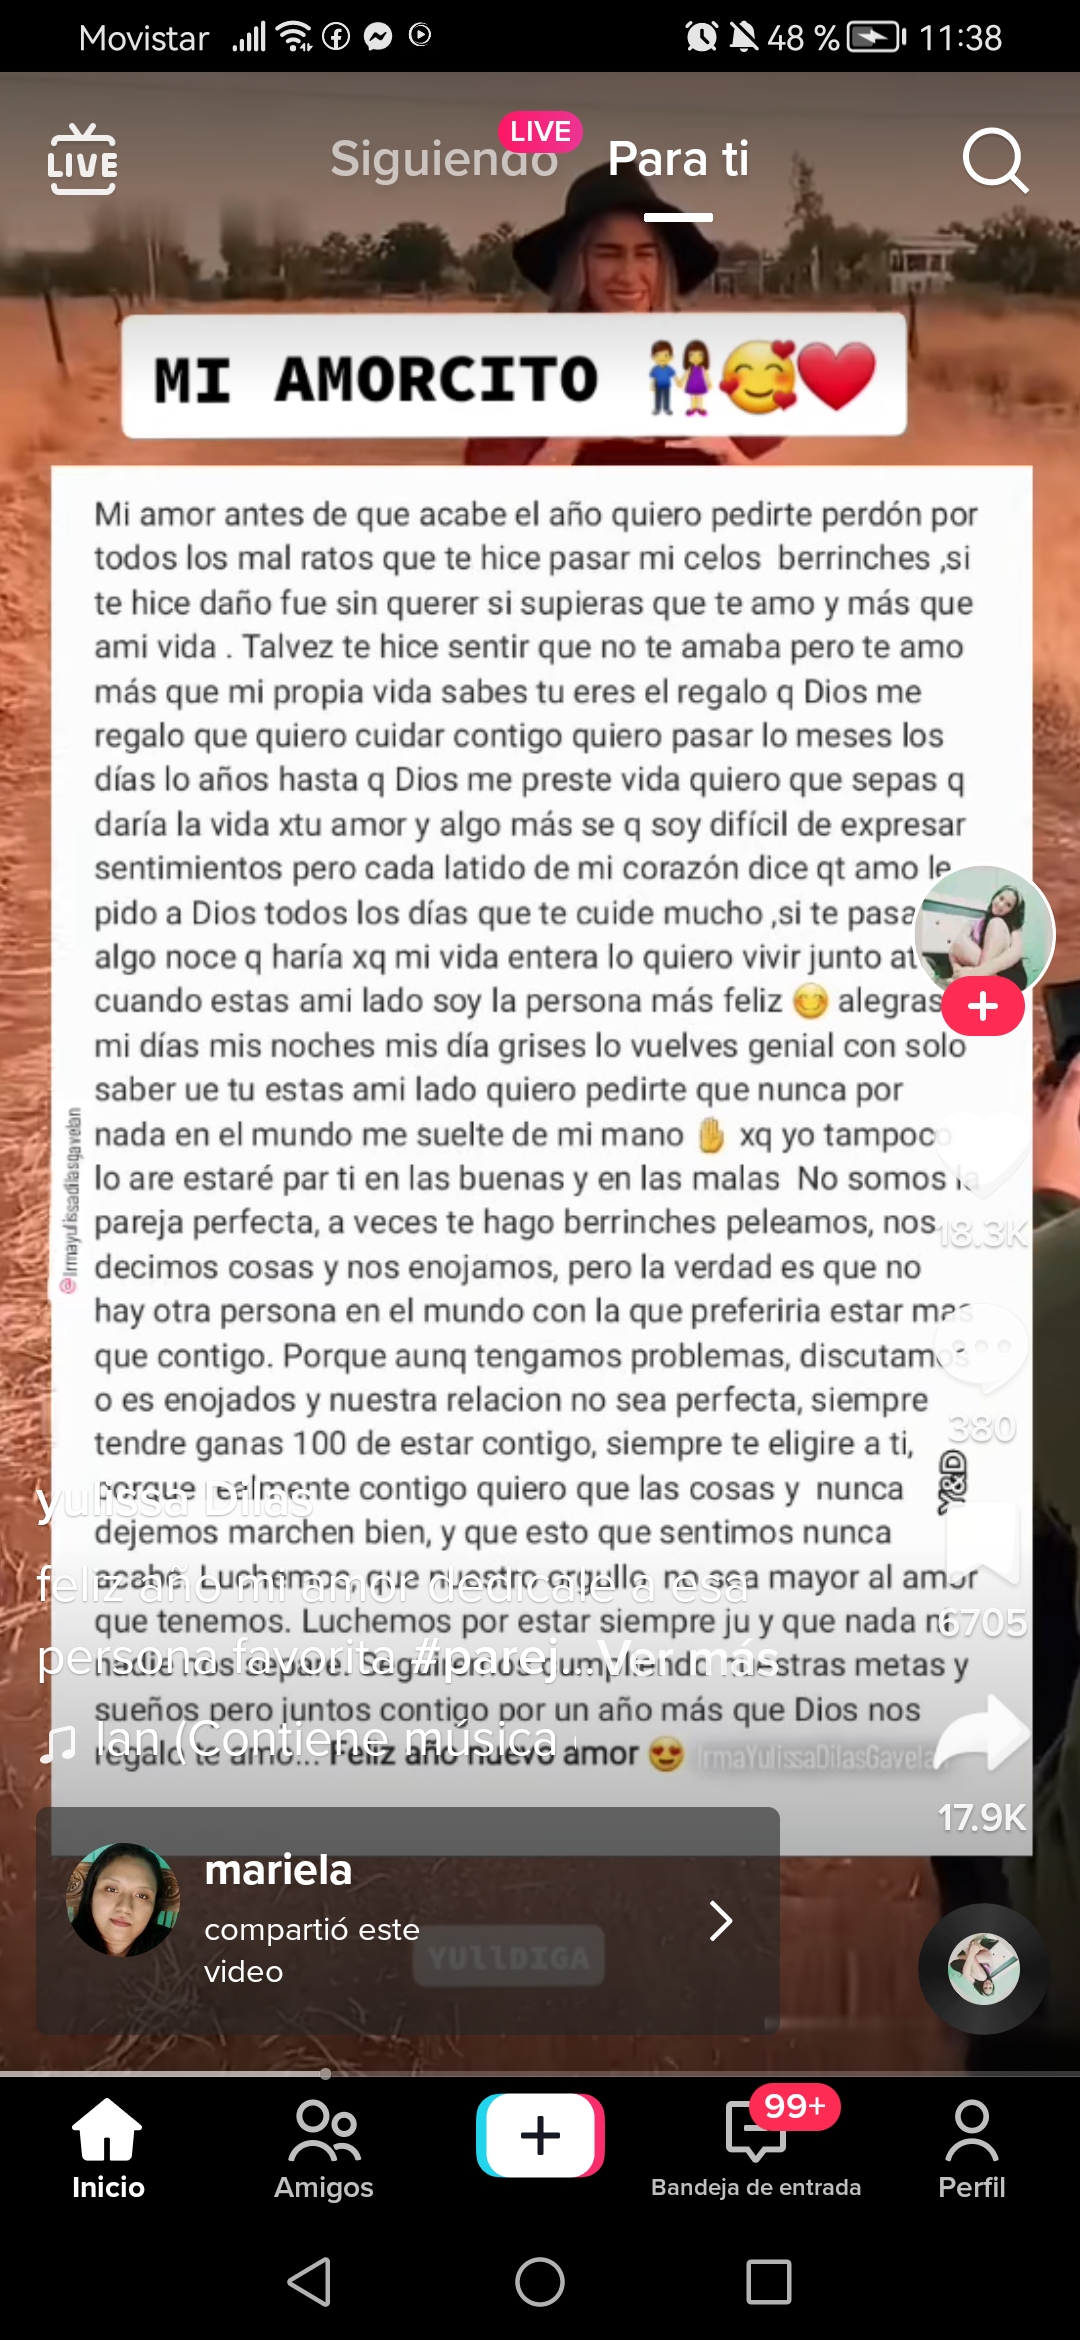 Movistar 48 % 11:38
LIVE
Siguiendo LIVE Para ti
MI AMORCITO 👫🥰❤️
Mi amor antes de que acabe el año quiero pedirte perdón por
todos los mal ratos que te hice pasar mi celos  berrinches ,si
te hice daño fue sin querer si supieras que te amo y más que
ami vida . Talvez te hice sentir que no te amaba pero te amo
más que mi propia vida sabes tu eres el regalo q Dios me
regalo que quiero cuidar contigo quiero pasar lo meses los
días lo años hasta q Dios me preste vida quiero que sepas q
daría la vida xtu amor y algo más se q soy difícil de expresar
sentimientos pero cada latido de mi corazón dice qt amo le
pido a Dios todos los días que te cuide mucho ,si te pasa
algo noce q haría xq mi vida entera lo quiero vivir junto at
cuando estas ami lado soy la persona más feliz 😊 alegras
mi días mis noches mis día grises lo vuelves genial con solo
saber ue tu estas ami lado quiero pedirte que nunca por
nada en el mundo me suelte de mi mano ✋ xq yo tampoco
lo are estaré par ti en las buenas y en las malas  No somos la
pareja perfecta, a veces te hago berrinches peleamos, nos
decimos cosas y nos enojamos, pero la verdad es que no
hay otra persona en el mundo con la que preferiria estar mas
que contigo. Porque aunq tengamos problemas, discutamos
o es enojados y nuestra relacion no sea perfecta, siempre
tendre ganas 100 de estar contigo, siempre te eligire a ti,
porque realmente contigo quiero que las cosas y  nunca
dejemos marchen bien, y que esto que sentimos nunca
acabe. Luchemos, que nuestro orgullo no sea mayor al amor
que tenemos. Luchemos por estar siempre ju y que nada ni
nadie nos separe. Seguiremos cumpliendo nuestras metas y
sueños pero juntos contigo por un año más que Dios nos
regalo te amo... Feliz año nuevo amor 😍 IrmaYulissaDilasGavela
@Irmayulissadilasgavelan
Y&D
18.3K
380
6705
17.9K
yulissa Dilas
feliz año mi amor dedicale a esa
persona favorita #parej...Ver más
♫ lan (Contiene música
mariela
compartió este
video
YUllDIGA
Inicio
Amigos
99+
Bandeja de entrada
Perfil